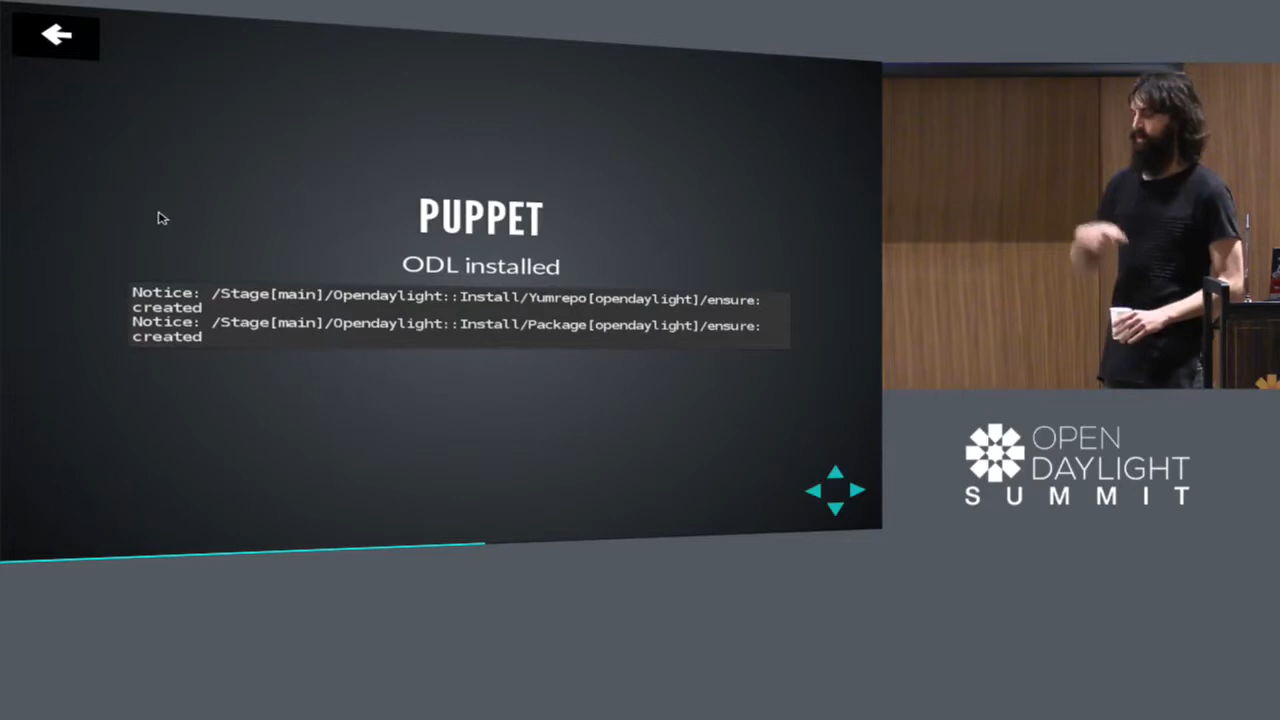 PUPPET
ODL installed
Notice: /Stage[main]/Opendaylight::Install/Yumrepo[opendaylight]/ensure:
created
Notice: /Stage[main]/Opendaylight::Install/Package[opendaylight]/ensure:
created
OPEN
DAYLIGHT
SUMMIT